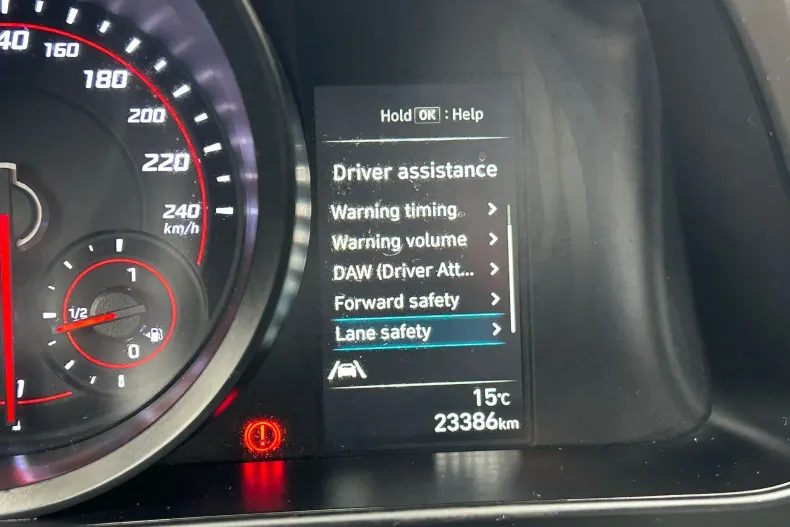 40
160
180
200
220
240
km/h
1
1/2
0
1
Hold OK : Help
Driver assistance
Warning timing
Warning volume
DAW (Driver Att...
Forward safety
Lane safety
15°C
23386km